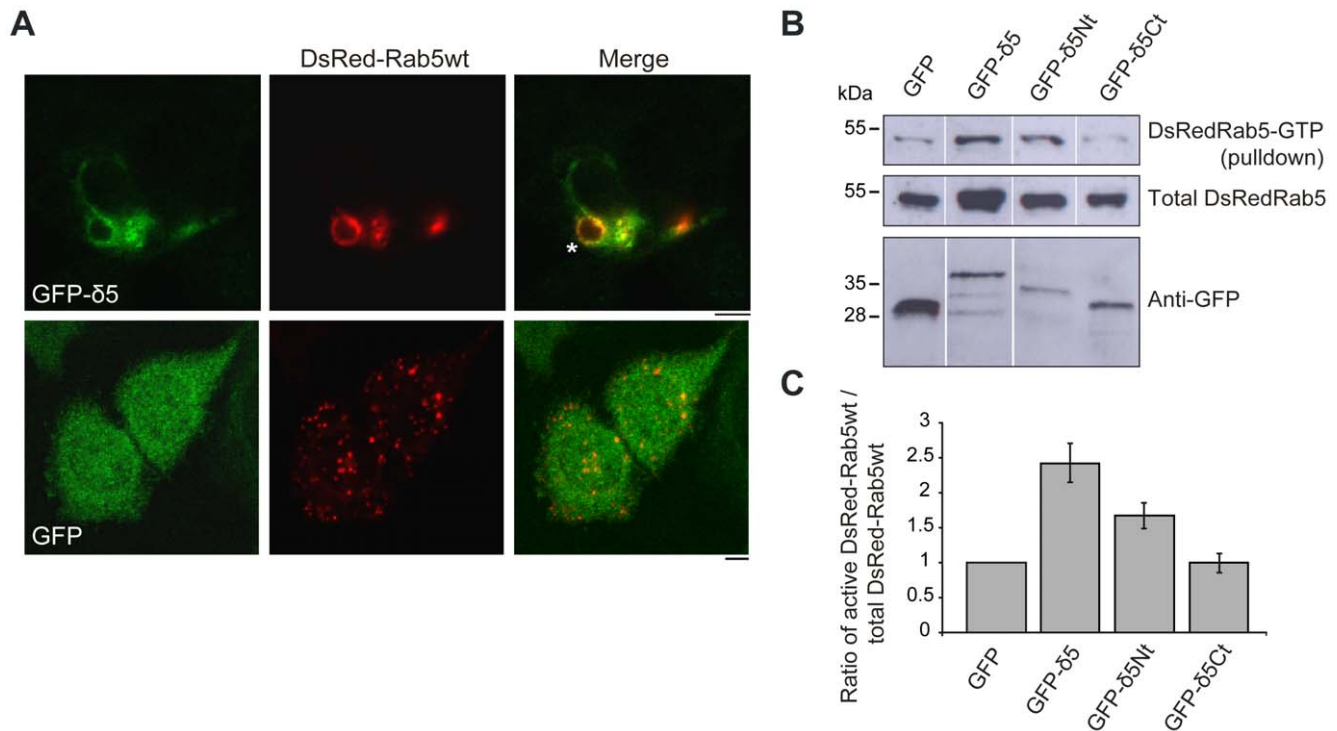 A
DsRed-Rab5wt
Merge
GFP-δ5
*
GFP
B
kDa
GFP
GFP-δ5
GFP-δ5Nt
GFP-δ5Ct
55
DsRedRab5-GTP
(pulldown)
55
Total DsRedRab5
35
28
Anti-GFP
C
Ratio of active DsRed-Rab5wt /
total DsRed-Rab5wt
3
2.5
2
1.5
1
0.5
0
GFP
GFP-δ5
GFP-δ5Nt
GFP-δ5Ct